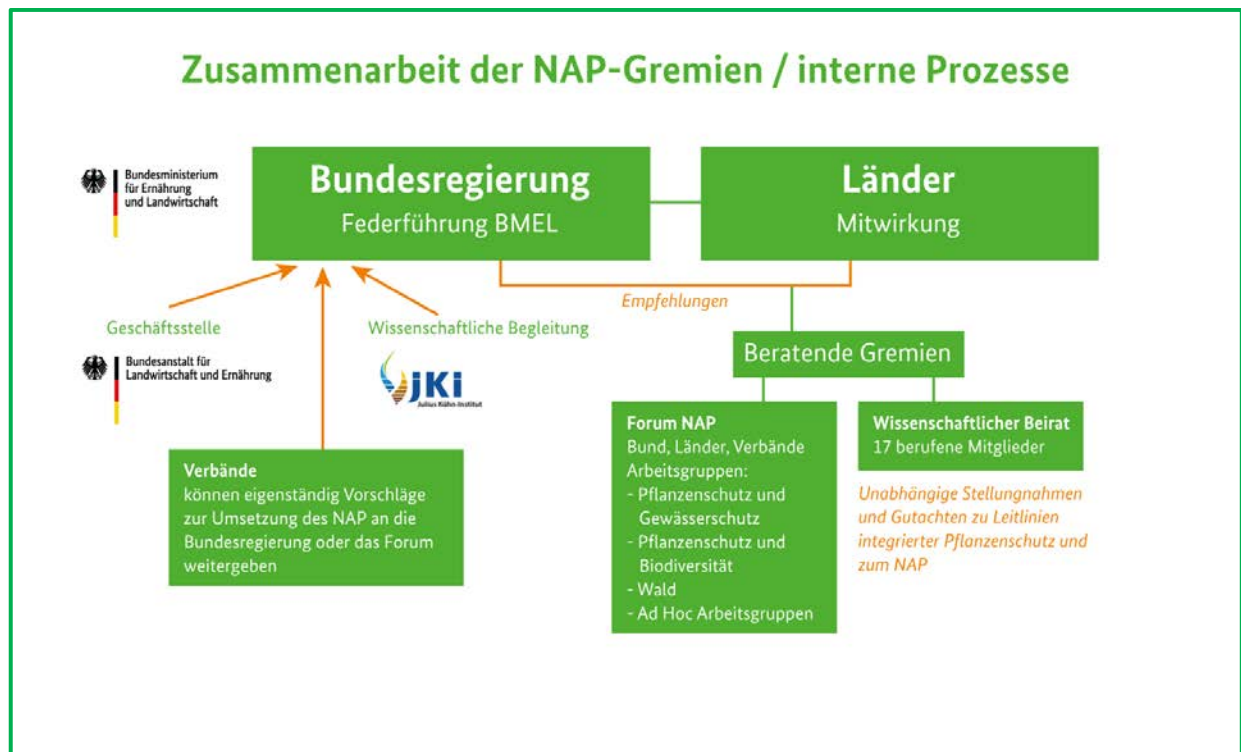 Zusammenarbeit der NAP-Gremien / interne Prozesse
Bundesministerium
für Ernährung
und Landwirtschaft
Bundesregierung
Federführung BMEL
Länder
Mitwirkung
Empfehlungen
Geschäftsstelle
Bundesanstalt für
Landwirtschaft und Ernährung
Wissenschaftliche Begleitung
JKi
Julius Kühn-Institut
Verbände
können eigenständig Vorschläge
zur Umsetzung des NAP an die
Bundesregierung oder das Forum
weitergeben
Beratende Gremien
Forum NAP
Bund, Länder, Verbände
Arbeitsgruppen:
- Pflanzenschutz und
Gewässerschutz
- Pflanzenschutz und
Biodiversität
- Wald
- Ad Hoc Arbeitsgruppen
Wissenschaftlicher Beirat
17 berufene Mitglieder
Unabhängige Stellungnahmen
und Gutachten zu Leitlinien
integrierter Pflanzenschutz und
zum NAP